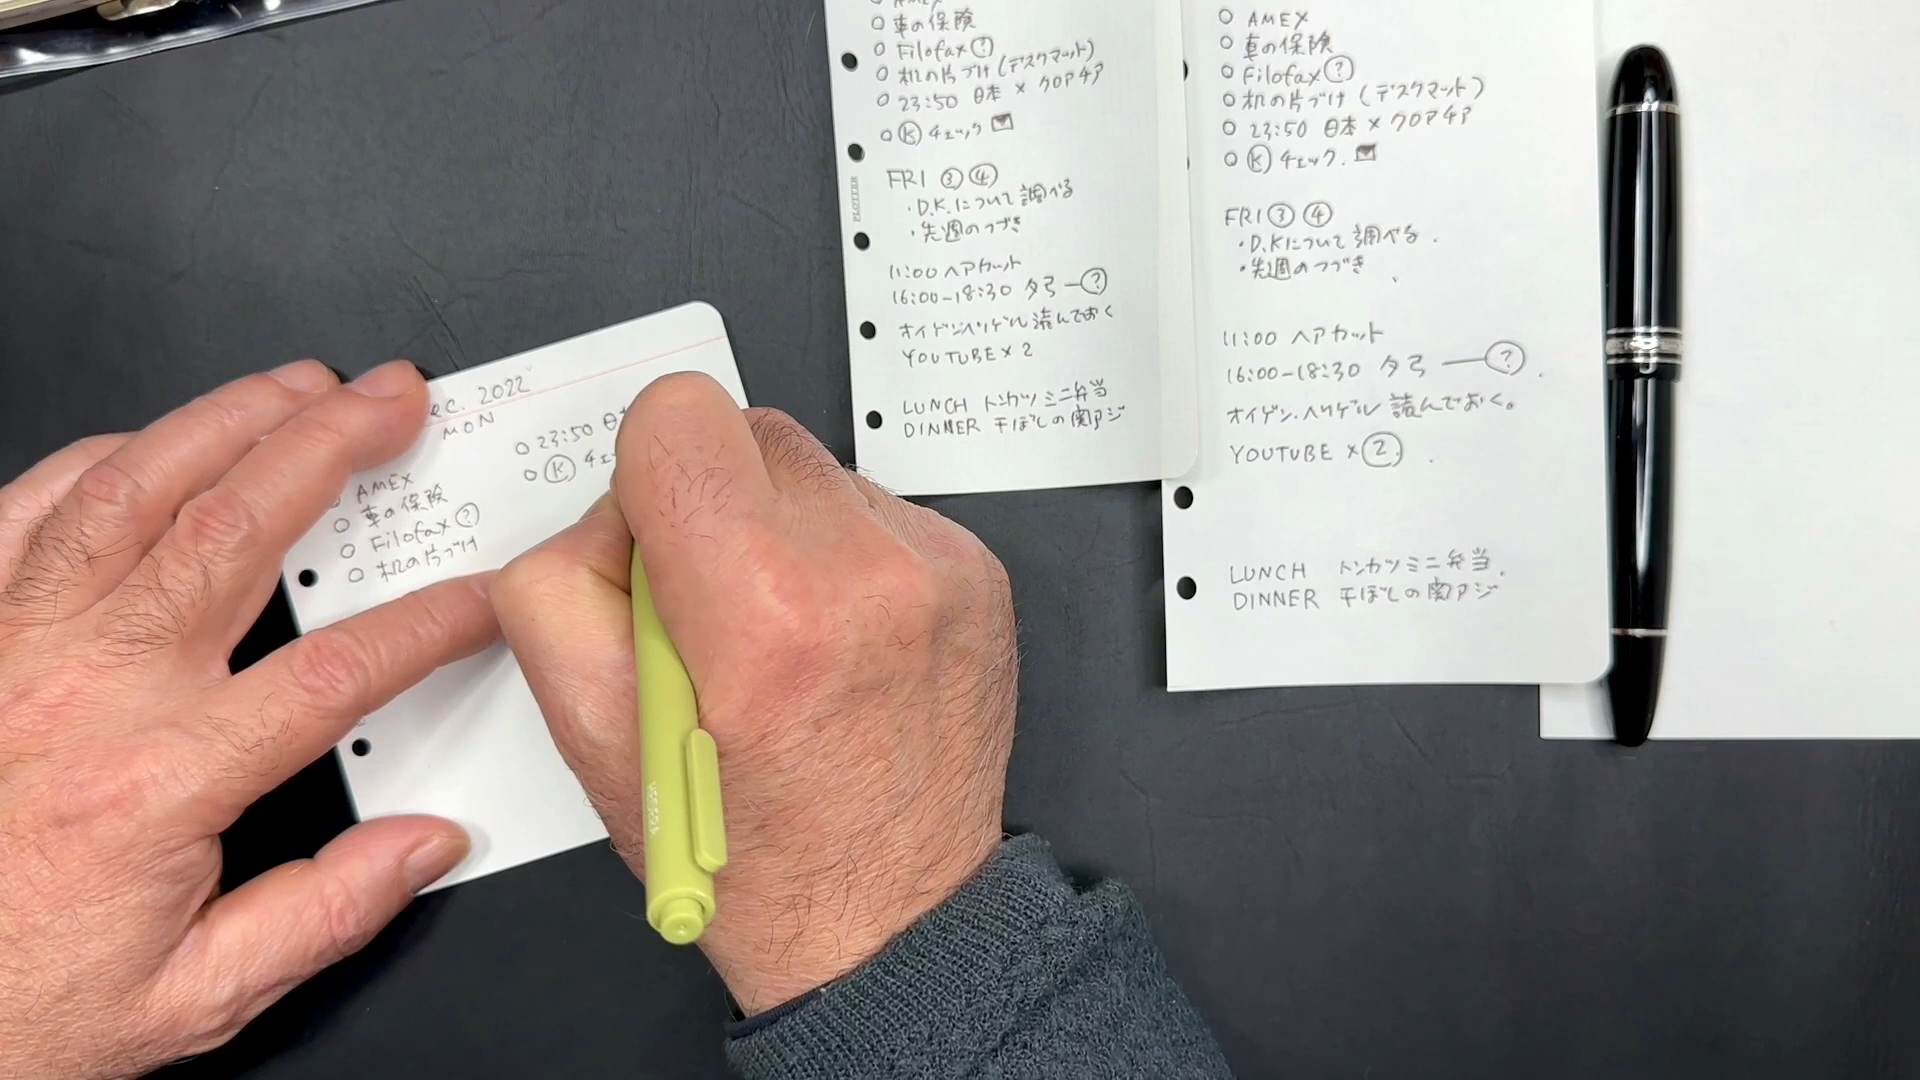 AMEX
車の保険
Filofax ?
机の片づけ (デスクマット)
23:50 日本 × クロアチア
K チェック
FRI ③ ④
・D.K.について調べる
・先週のつづき
11:00 ヘアカット
16:00-18:30 夕弓 — ?
オイゲン・ヘリゲル 読んでおく
YOUTUBE × 2
LUNCH トンカツミニ弁当
DINNER 干ぼしの関アジ
PLOTTER
AMEX
車の保険
Filofax ?
机の片づけ (デスクマット)
23:50 日本 × クロアチア
K チェック.
FRI ③ ④
・D.Kについて調べる.
・先週のつづき
11:00 ヘアカット
16:00-18:30 夕弓 — ?
オイゲン.ヘリゲル 読んでおく。
YOUTUBE × 2
LUNCH トンカツミニ弁当.
DINNER 干ぼしの関アジ
2022
MON
AMEX
車の保険
Filofax ?
机の片づけ
23:50
K